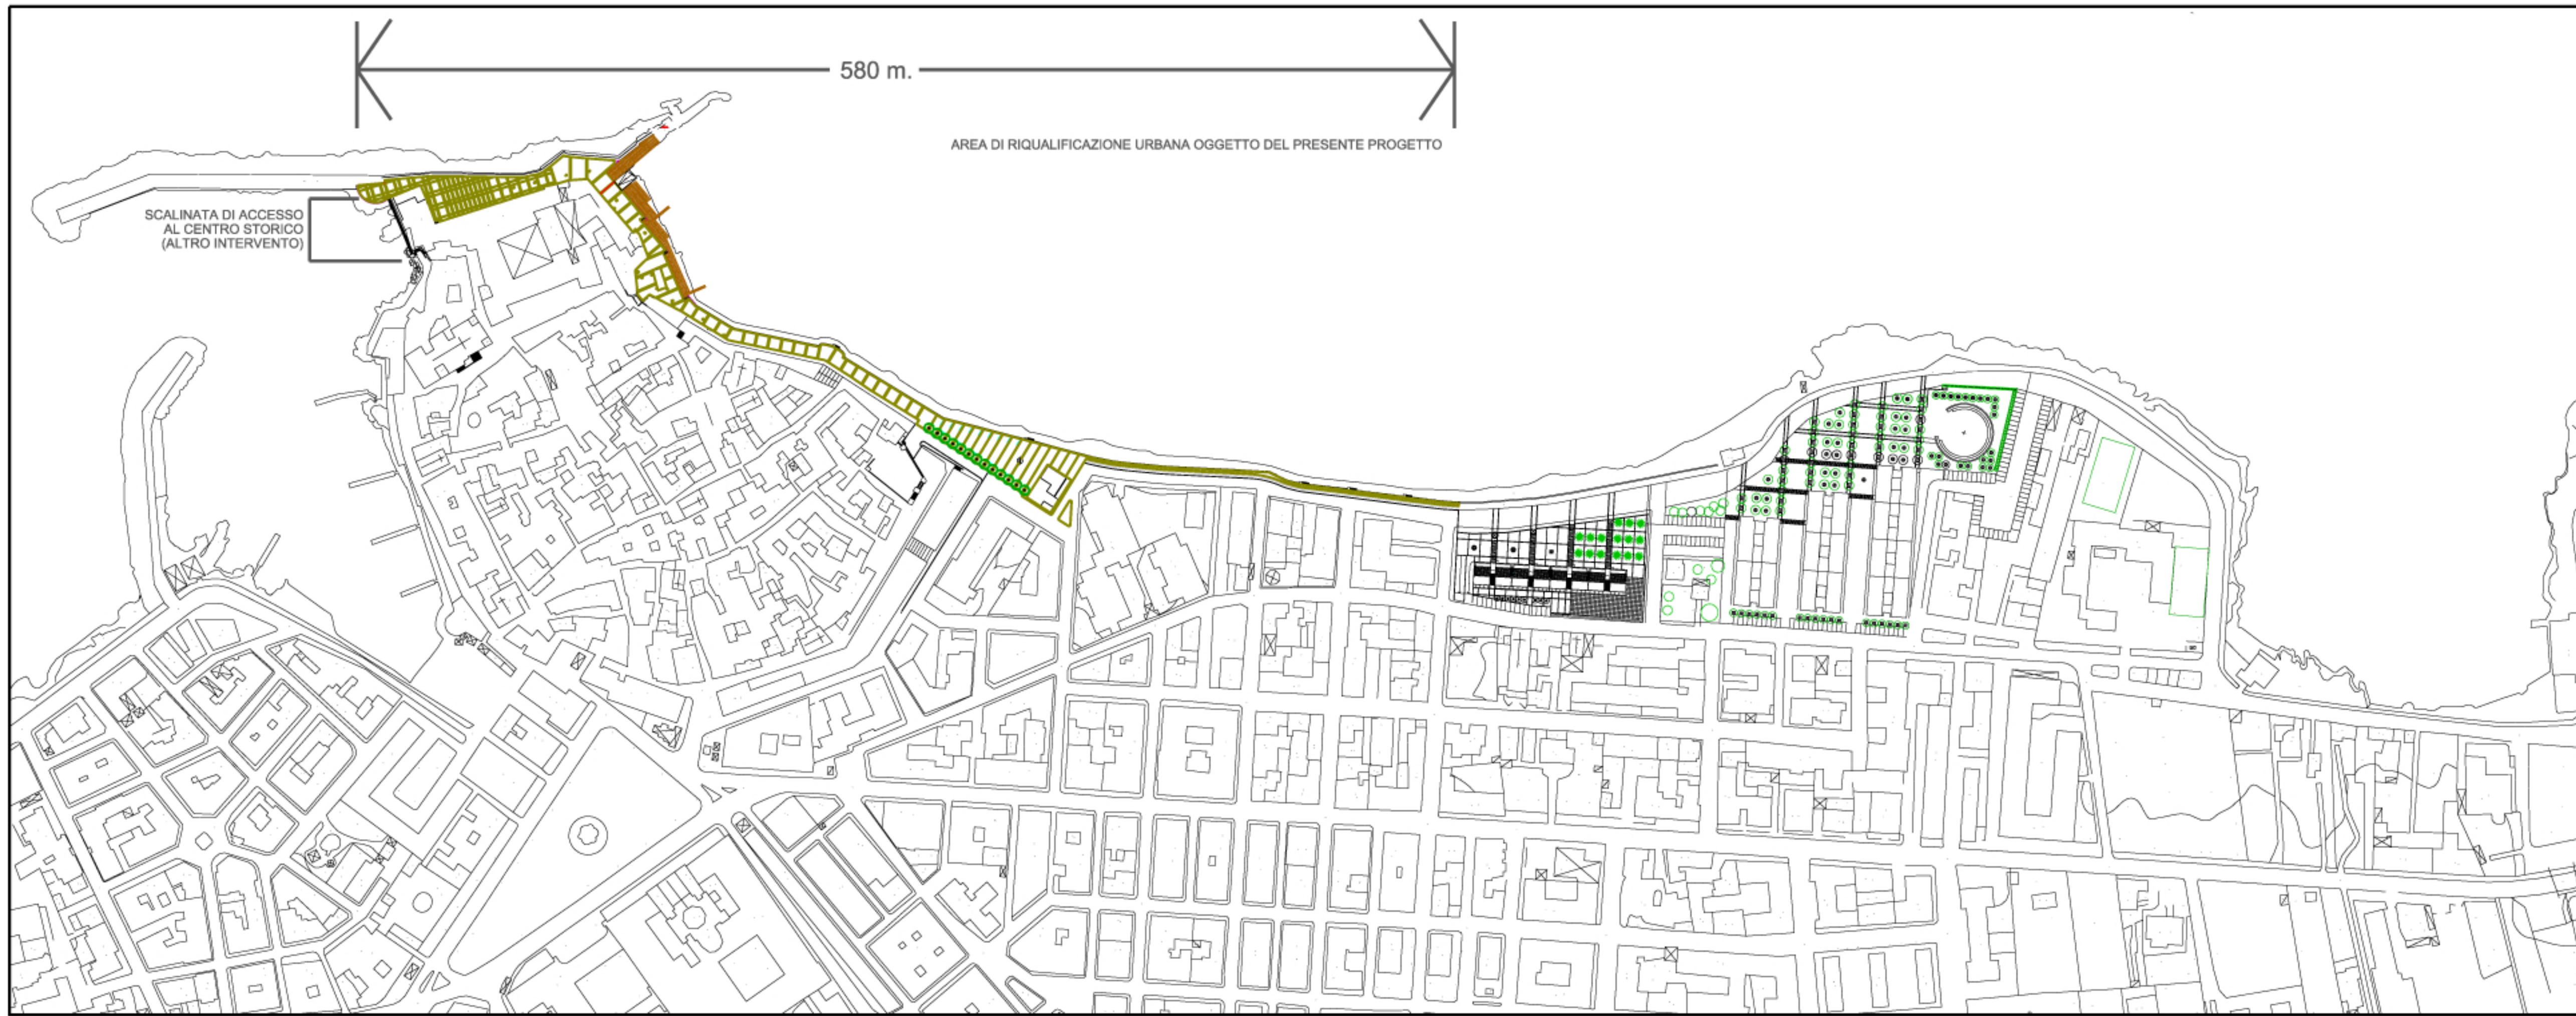 580 m.
AREA DI RIQUALIFICAZIONE URBANA OGGETTO DEL PRESENTE PROGETTO
SCALINATA DI ACCESSO
AL CENTRO STORICO
(ALTRO INTERVENTO)